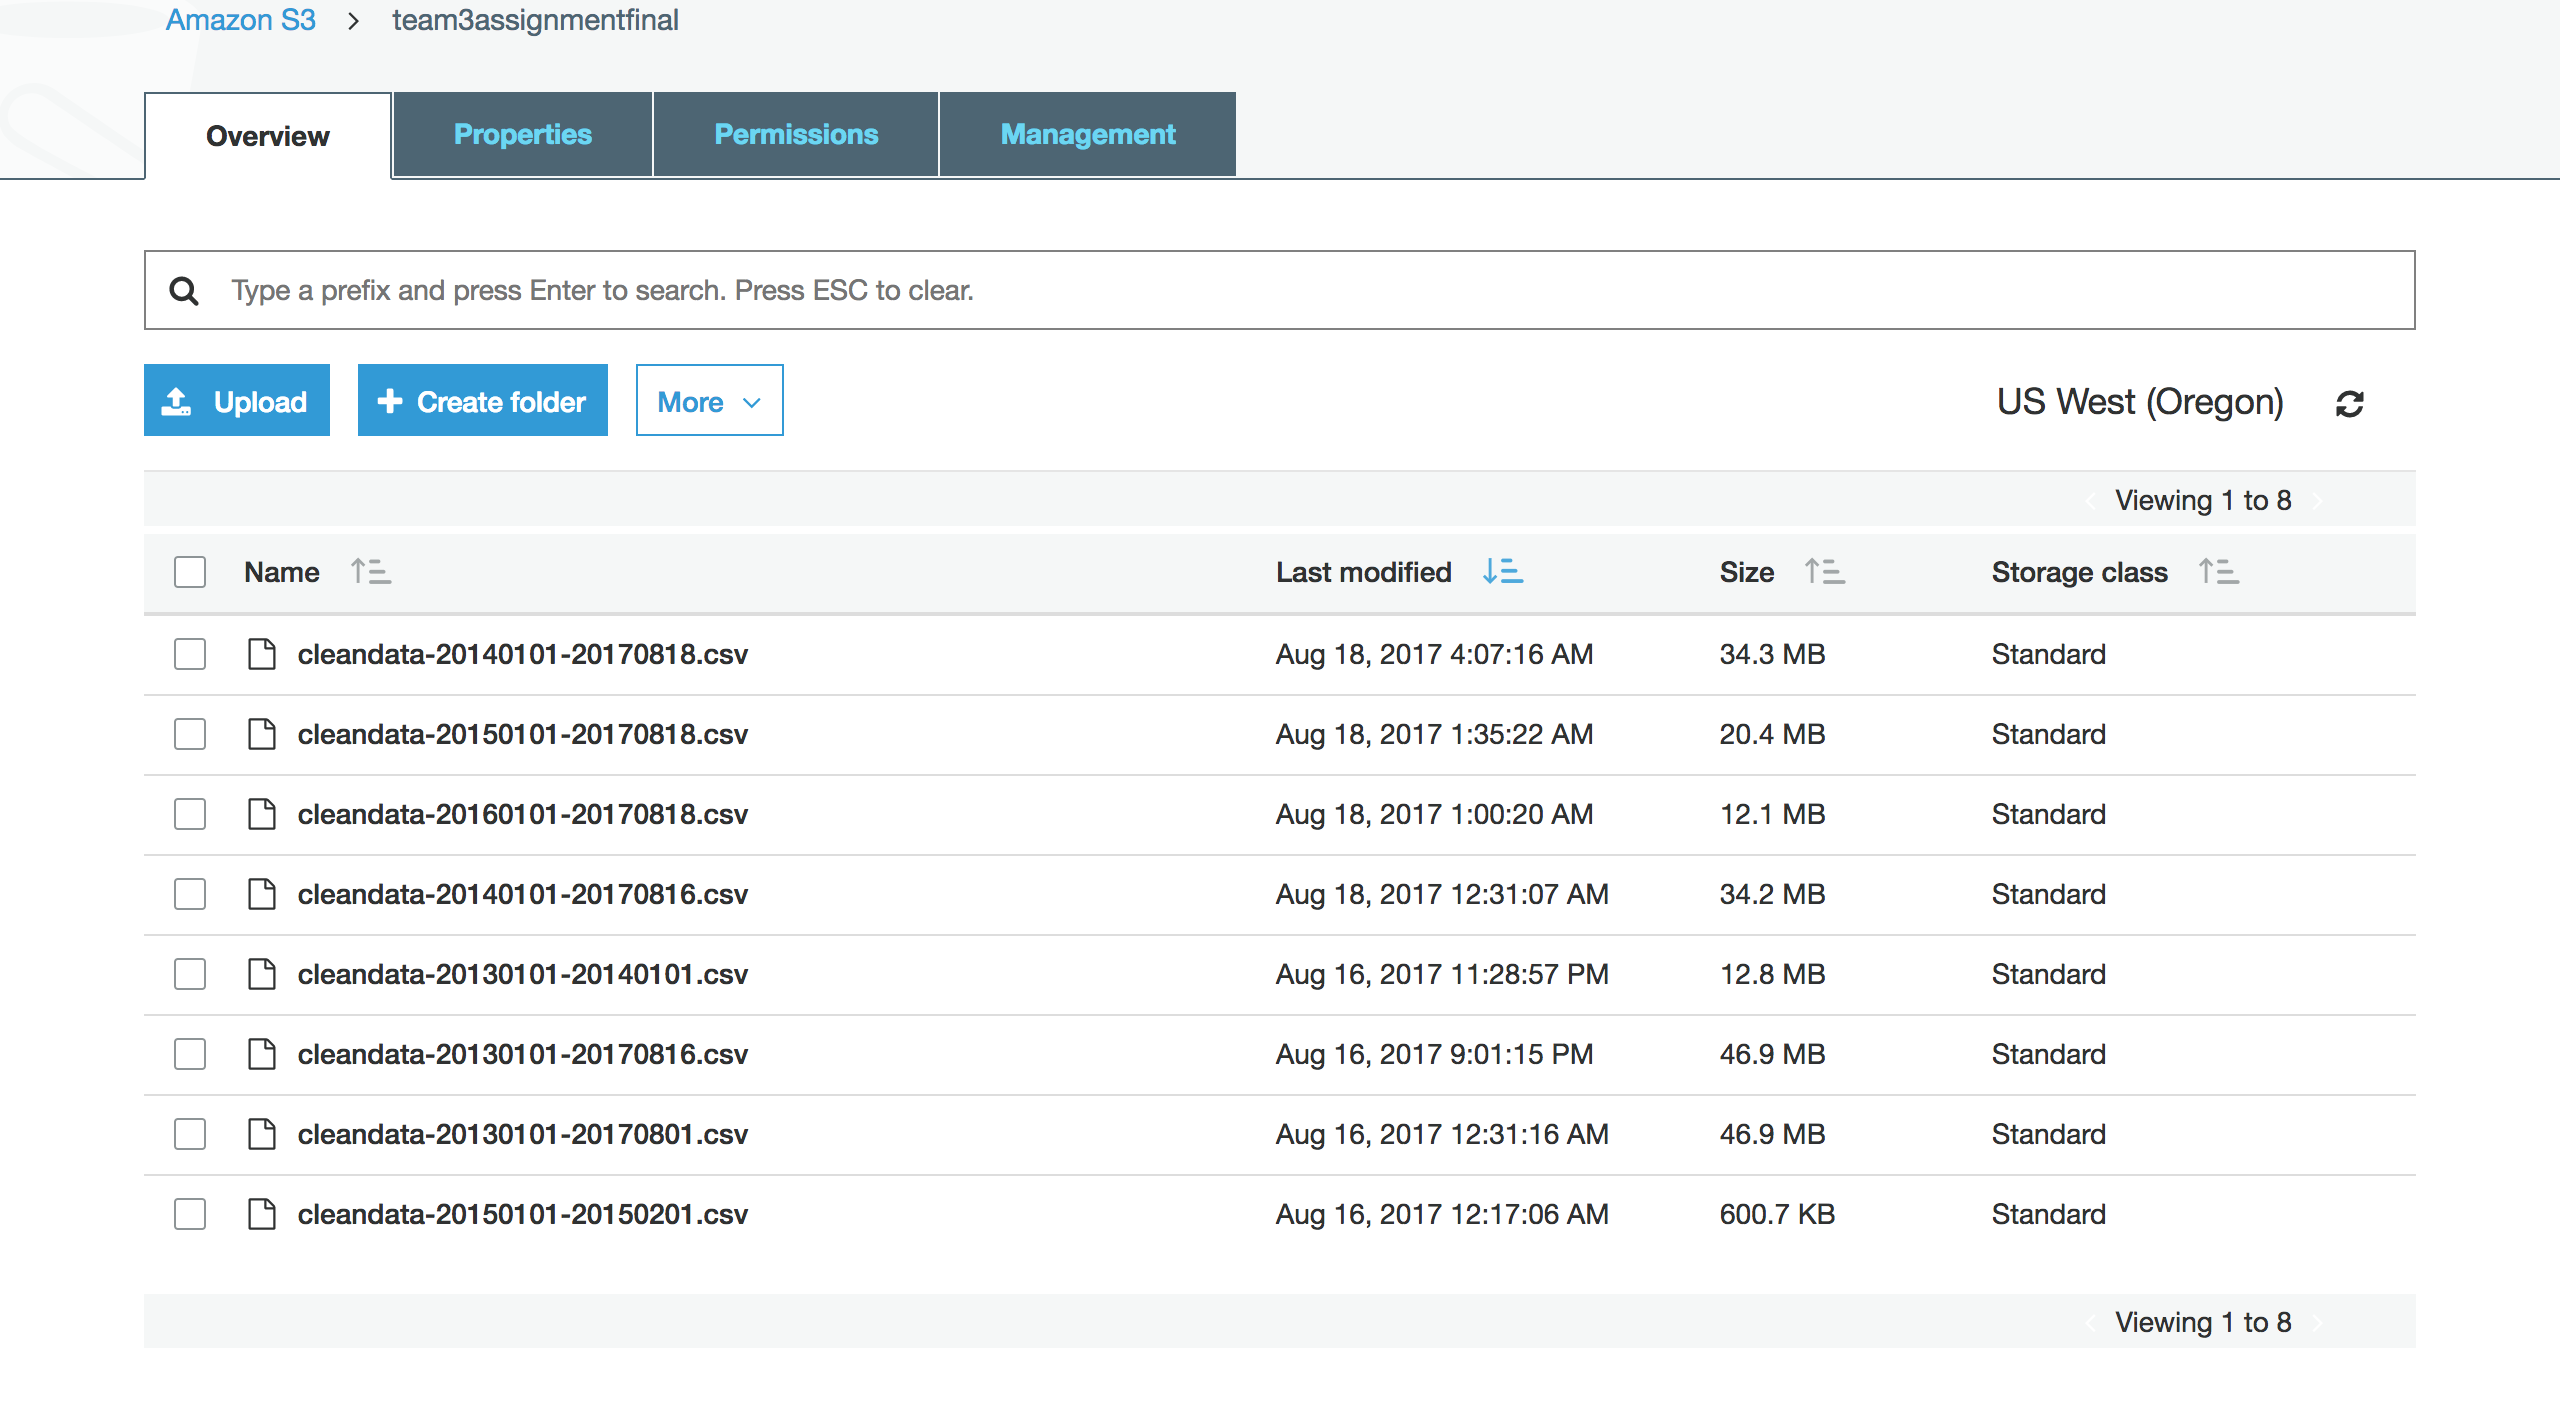 Amazon S3 > team3assignmentfinal
Overview Properties Permissions Management
Type a prefix and press Enter to search. Press ESC to clear.
Upload + Create folder More US West (Oregon)
Viewing 1 to 8
Name Last modified Size Storage class
cleandata-20140101-20170818.csv Aug 18, 2017 4:07:16 AM 34.3 MB Standard
cleandata-20150101-20170818.csv Aug 18, 2017 1:35:22 AM 20.4 MB Standard
cleandata-20160101-20170818.csv Aug 18, 2017 1:00:20 AM 12.1 MB Standard
cleandata-20140101-20170816.csv Aug 18, 2017 12:31:07 AM 34.2 MB Standard
cleandata-20130101-20140101.csv Aug 16, 2017 11:28:57 PM 12.8 MB Standard
cleandata-20130101-20170816.csv Aug 16, 2017 9:01:15 PM 46.9 MB Standard
cleandata-20130101-20170801.csv Aug 16, 2017 12:31:16 AM 46.9 MB Standard
cleandata-20150101-20150201.csv Aug 16, 2017 12:17:06 AM 600.7 KB Standard
Viewing 1 to 8